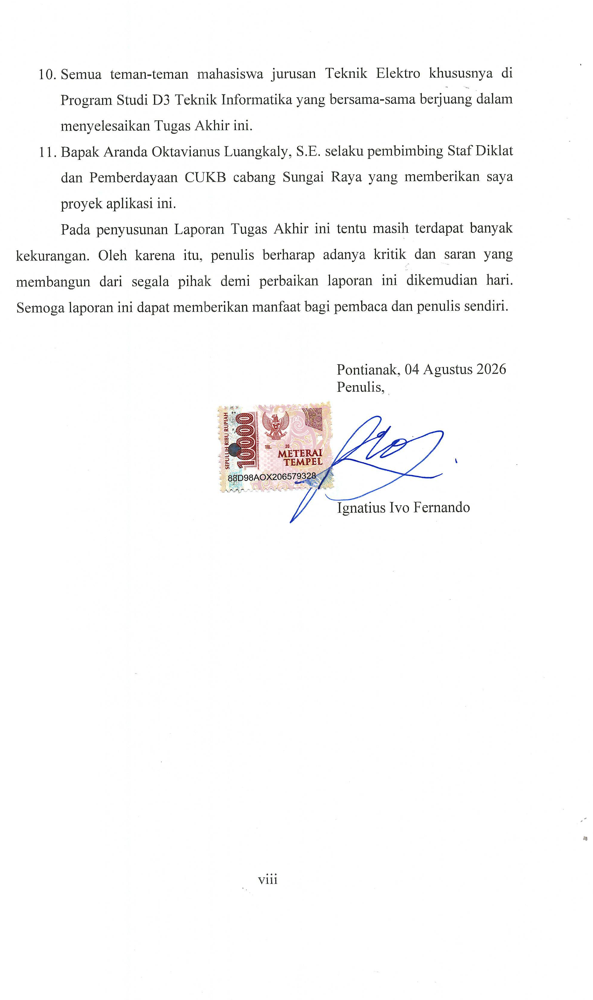 10. Semua teman-teman mahasiswa jurusan Teknik Elektro khususnya di
Program Studi D3 Teknik Informatika yang bersama-sama berjuang dalam
menyelesaikan Tugas Akhir ini.
11. Bapak Aranda Oktavianus Luangkaly, S.E. selaku pembimbing Staf Diklat
dan Pemberdayaan CUKB cabang Sungai Raya yang memberikan saya
proyek aplikasi ini.
Pada penyusunan Laporan Tugas Akhir ini tentu masih terdapat banyak
kekurangan. Oleh karena itu, penulis berharap adanya kritik dan saran yang
membangun dari segala pihak demi perbaikan laporan ini dikemudian hari.
Semoga laporan ini dapat memberikan manfaat bagi pembaca dan penulis sendiri.
Pontianak, 04 Agustus 2026
Penulis,
SEPULUH RIBU RUPIAH
10000
TGL. 20
METERAI
TEMPEL
88D98AOX206579328
Ignatius Ivo Fernando
viii